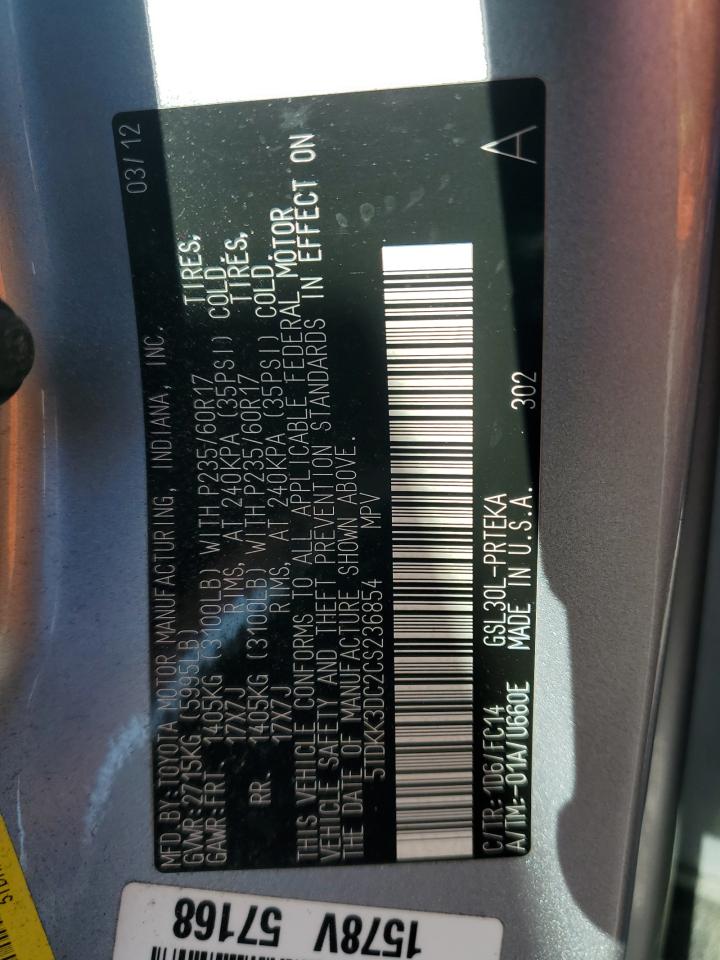 MFD.BY:TOYOTA MOTOR MANUFACTURING, INDIANA, INC. 03/12
GVWR:2715KG (5995LB)
GAWR:FRT. 1405KG (3100LB) WITH P235/60R17 TIRES,
17X7J RIMS, AT 240KPA (35PSI) COLD
RR. 1405KG (3100LB) WITH P235/60R17 TIRES,
17X7J RIMS, AT 240KPA (35PSI) COLD.
THIS VEHICLE CONFORMS TO ALL APPLICABLE FEDERAL MOTOR
VEHICLE SAFETY AND THEFT PREVENTION STANDARDS IN EFFECT ON
THE DATE OF MANUFACTURE SHOWN ABOVE.
5TDKK3DC2CS236854 MPV
C/TR:1D6/FC14 GSL30L-PRTEKA A
A/TM:-01A/U660E MADE IN U.S.A. 302
1578V
57168